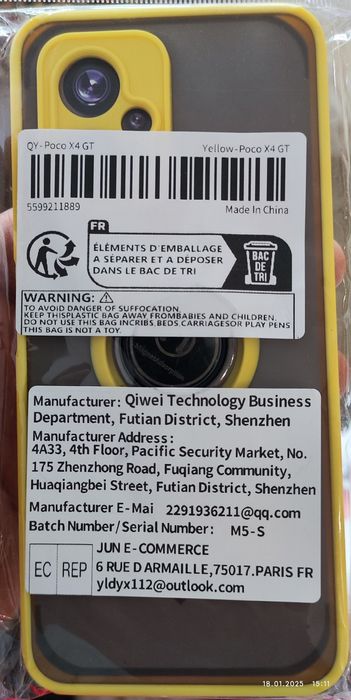 QY-Poco X4 GT
Yellow-Poco X4 GT
5599211889
Made In China
FR
ÉLÉMENTS D'EMBALLAGE
A SÉPARER ET A DÉPOSER
DANS LE BAC DE TRI
BAC
DE
TRI
WARNING: ⚠
TO AVOID DANGER OF SUFFOCATION
KEEP THISPLASTIC BAG AWAY FROMBABIES AND CHILDREN.
DO NOT USE THIS BAG INCRIBS.BEDS.CARRIAGESOR PLAY PENS
THIS BAG IS NOT A TOY.
Manufacturer: Qiwei Technology Business
Department, Futian District, Shenzhen
Manufacturer Address:
4A33, 4th Floor, Pacific Security Market, No.
175 Zhenzhong Road, Fuqiang Community,
Huaqiangbei Street, Futian District, Shenzhen
Manufacturer E-Mai 2291936211@qq.com
Batch Number/Serial Number: M5-S
EC REP
JUN E-COMMERCE
6 RUE D ARMAILLE,75017.PARIS FR
yldyx112@outlook.com
18.01.2025 15:11